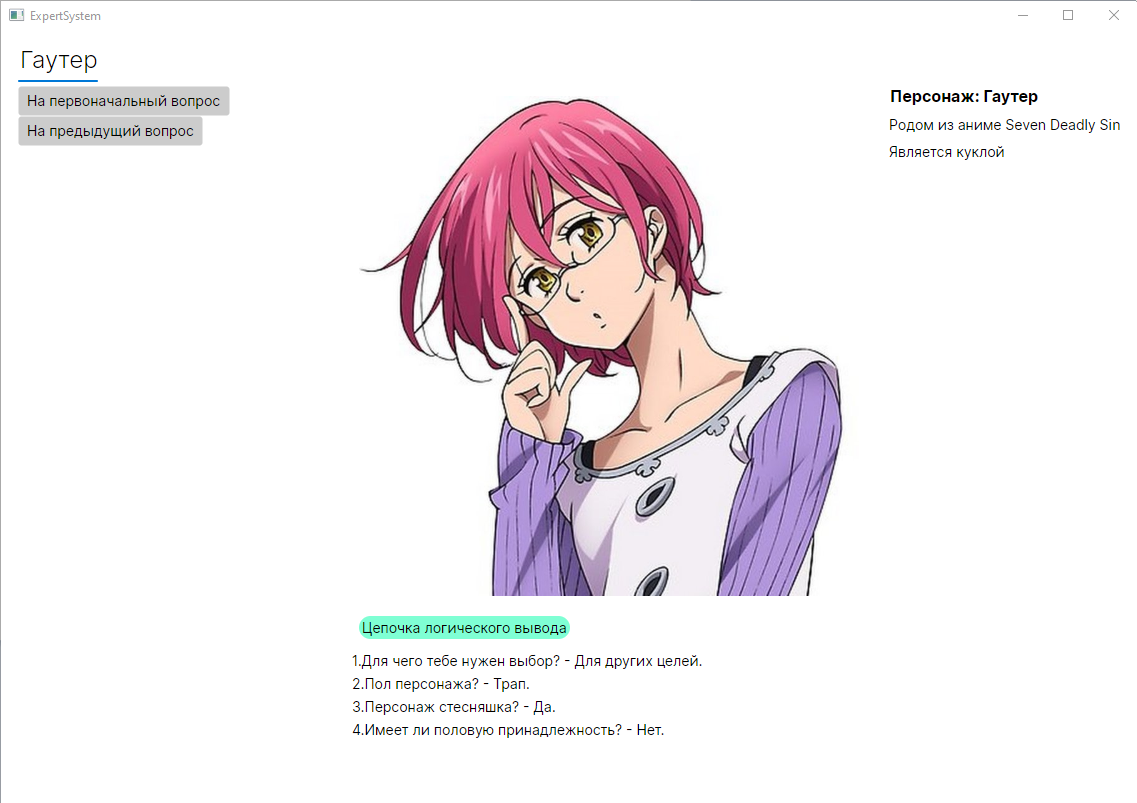 ExpertSystem
Гаутер
На первоначальный вопрос
На предыдущий вопрос
Персонаж: Гаутер
Родом из аниме Seven Deadly Sin
Является куклой
Цепочка логического вывода
1.Для чего тебе нужен выбор? - Для других целей.
2.Пол персонажа? - Трап.
3.Персонаж стесняшка? - Да.
4.Имеет ли половую принадлежность? - Нет.